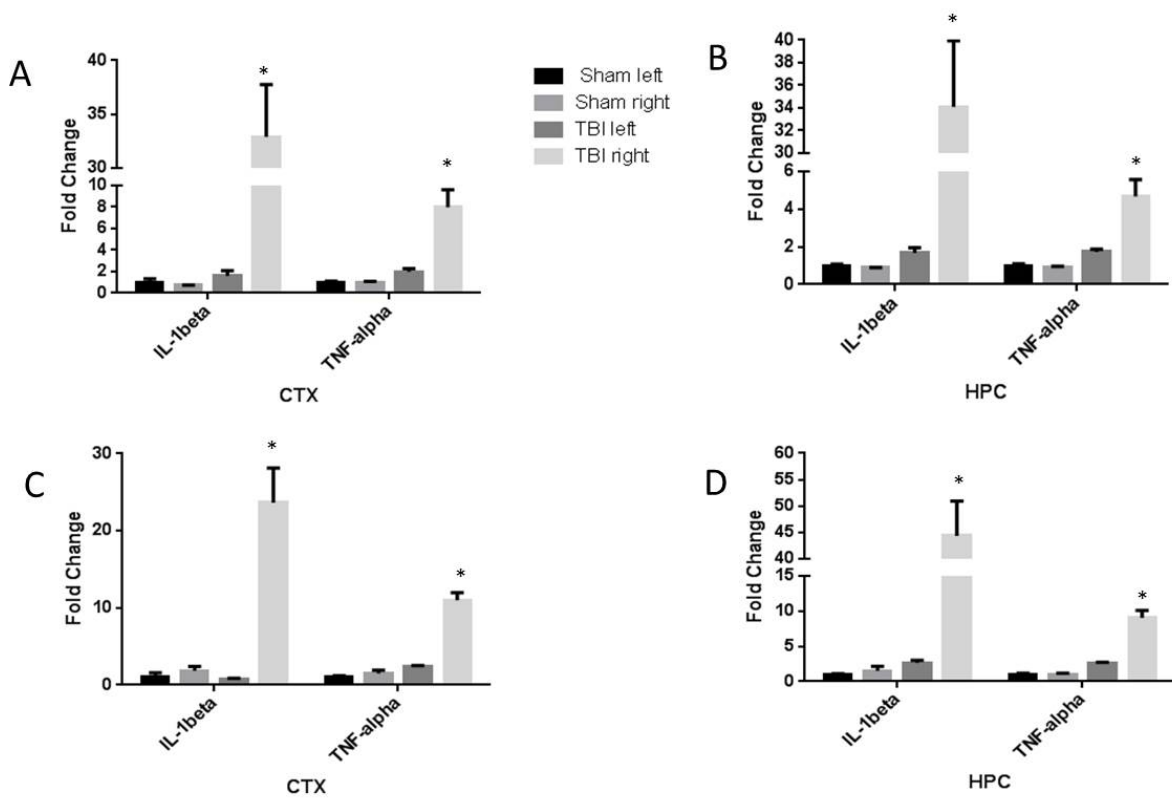 A
Fold Change
40
35
30
10
8
6
4
2
0
*
*
IL-1beta
TNF-alpha
CTX
Sham left
Sham right
TBI left
TBI right
B
Fold Change
40
38
36
34
32
30
6
4
2
0
*
*
IL-1beta
TNF-alpha
HPC
C
Fold Change
30
20
10
0
*
*
IL-1beta
TNF-alpha
CTX
D
Fold Change
60
55
50
45
40
15
10
5
0
*
*
IL-1beta
TNF-alpha
HPC